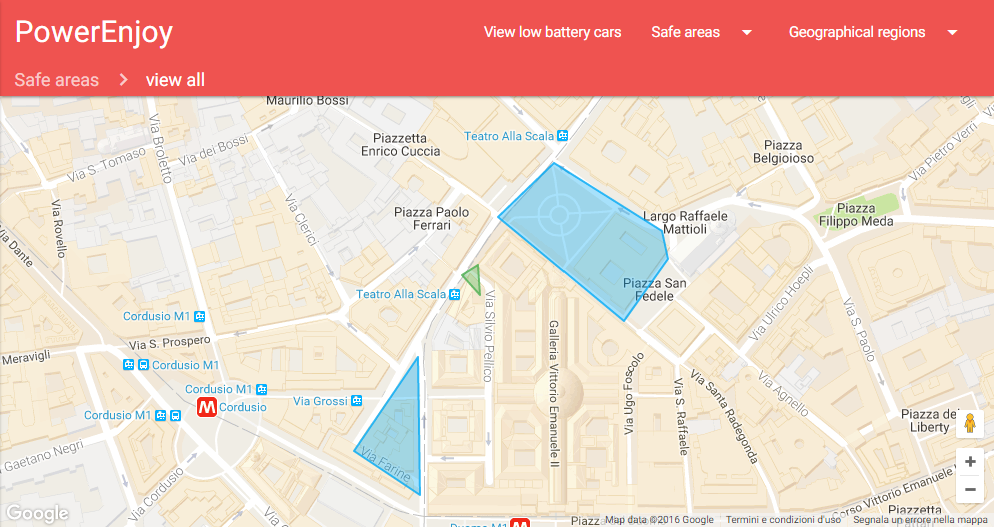 PowerEnjoy
View low battery cars
Safe areas
Geographical regions
Safe areas
view all
Maurilio Bossi
Teatro Alla Scala
Piazzetta
Enrico Cuccia
Piazza
Belgioioso
Via Pietro Verri
Via Broletto
Via dei Bossi
Via S. Tomaso
Via Rovello
Via Clerici
Via Dante
Piazza Paolo
Ferrari
Largo Raffaele
Mattioli
Piazza
Filippo Meda
Piazza San
Fedele
Teatro Alla Scala
Via Silvio Pellico
Galleria Vittorio Emanuele II
Via Ulrico Hoepli
Via S. Paolo
Cordusio M1
Via S. Prospero
Meravigli
Cordusio M1
Cordusio M1
M
Cordusio
Cordusio M1
Via Grossi
Via Ugo Foscolo
Via S. Raffaele
Via Santa Radegonda
Via Agnello
Piazza del
Liberty
Gaetano Negri
Via Cordusio
Via Farine
Corso Vittorio Emanuele
Google
M
Map data ©2016 Google
Termini e condizioni d'uso
Segnala un errore nella mappa
+
−